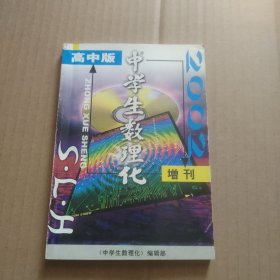 高中版
中学生数理化
ZHONG XUE SHENG
2002
S·L·H
增刊
《中学生数理化》编辑部